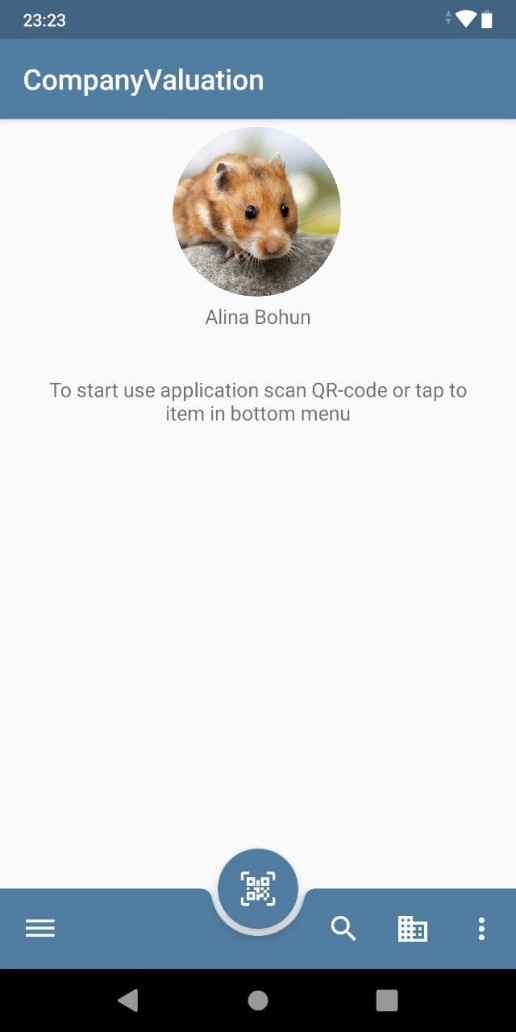 23:23
CompanyValuation
Alina Bohun
To start use application scan QR-code or tap to
item in bottom menu